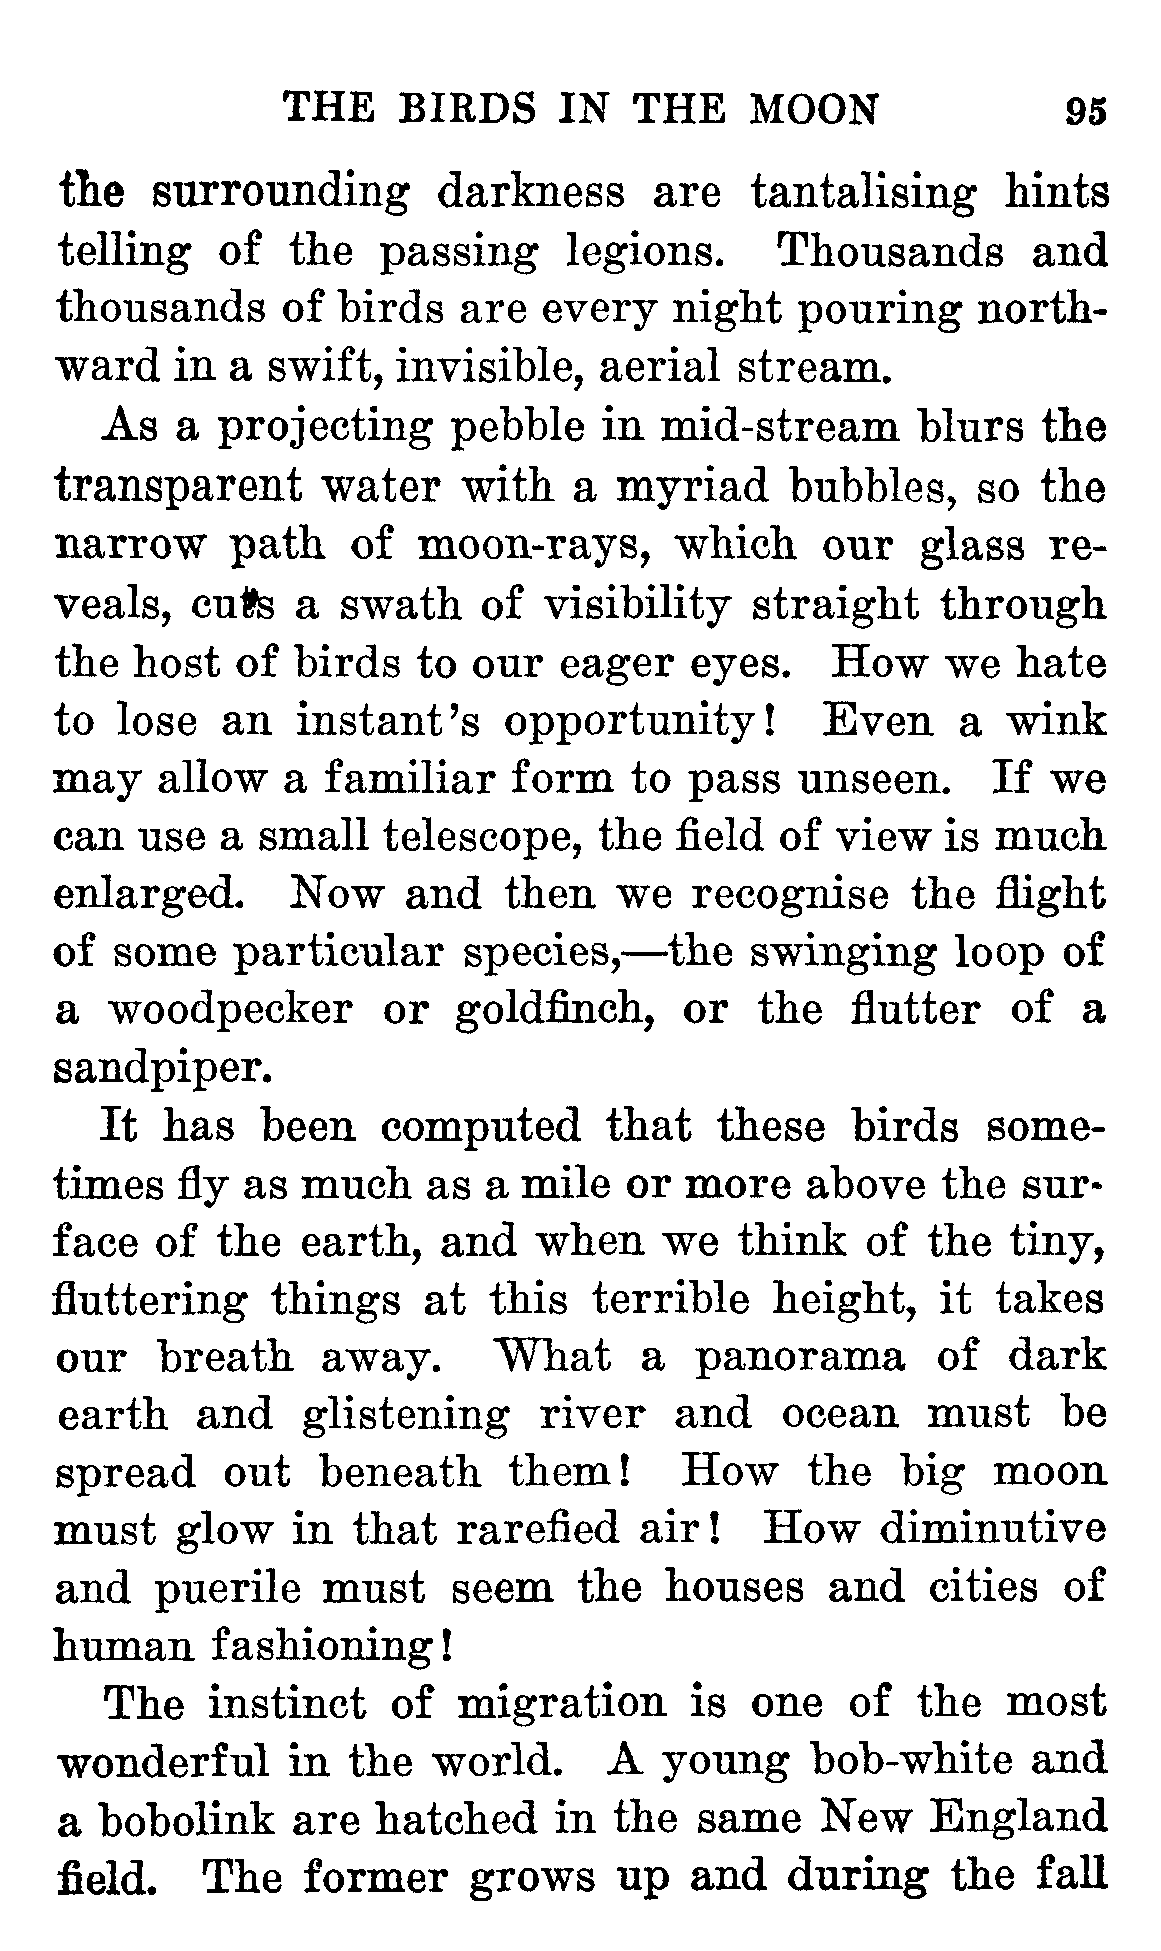 THE BIRDS IN THE MOON 95
the surrounding darkness are tantalising hints
telling of the passing legions. Thousands and
thousands of birds are every night pouring north-
ward in a swift, invisible, aerial stream.
As a projecting pebble in mid-stream blurs the
transparent water with a myriad bubbles, so the
narrow path of moon-rays, which our glass re-
veals, cuts a swath of visibility straight through
the host of birds to our eager eyes. How we hate
to lose an instant's opportunity! Even a wink
may allow a familiar form to pass unseen. If we
can use a small telescope, the field of view is much
enlarged. Now and then we recognise the flight
of some particular species,—the swinging loop of
a woodpecker or goldfinch, or the flutter of a
sandpiper.
It has been computed that these birds some-
times fly as much as a mile or more above the sur-
face of the earth, and when we think of the tiny,
fluttering things at this terrible height, it takes
our breath away. What a panorama of dark
earth and glistening river and ocean must be
spread out beneath them! How the big moon
must glow in that rarefied air! How diminutive
and puerile must seem the houses and cities of
human fashioning!
The instinct of migration is one of the most
wonderful in the world. A young bob-white and
a bobolink are hatched in the same New England
field. The former grows up and during the fall